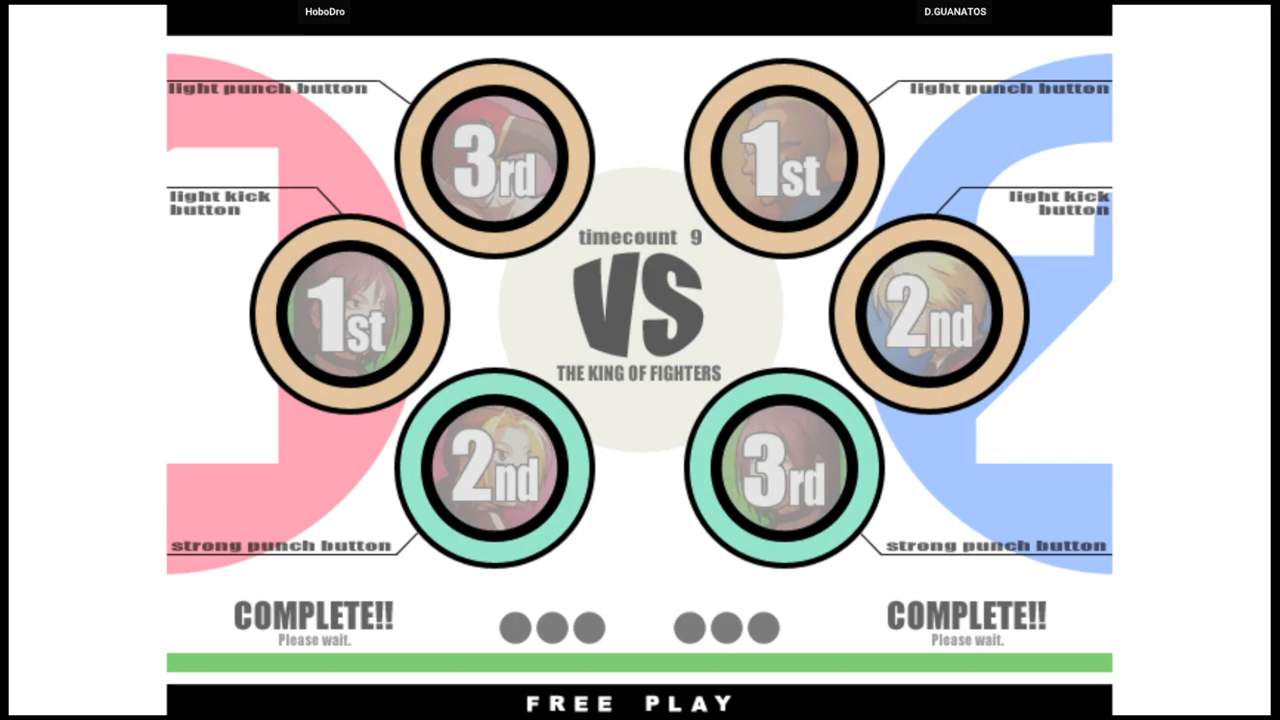 HoboDro
D.GUANATOS
light punch button
3rd
1st
light punch button
light kick
button
light kick
button
timecount 9
1st
VS
2nd
THE KING OF FIGHTERS
2nd
3rd
strong punch button
strong punch button
COMPLETE!!
Please wait.
COMPLETE!!
Please wait.
FREE PLAY